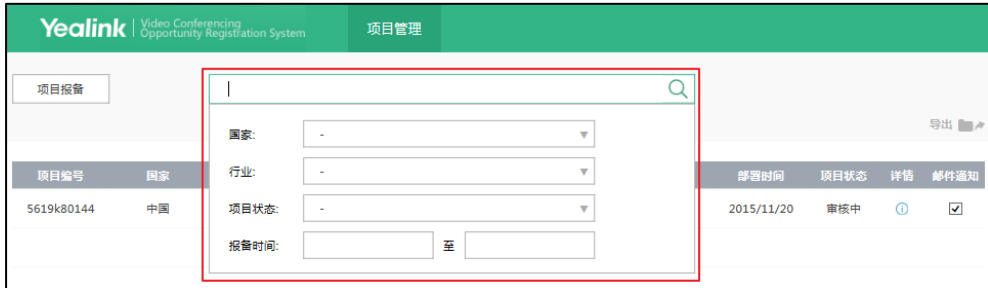 Yealink Video Conferencing
Opportunity Registration System
项目管理
项目报备
导出
国家: -
行业: -
项目状态: -
报备时间: 至
项目编号 国家 部署时间 项目状态 详情 邮件通知
5619k80144 中国 2015/11/20 审核中